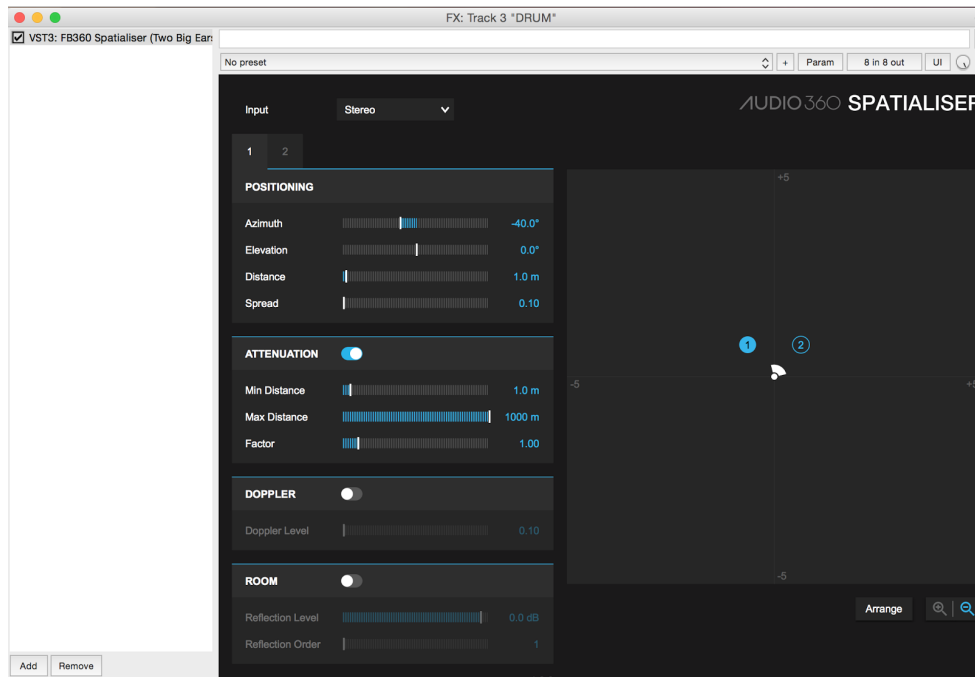 FX: Track 3 "DRUM"
VST3: FB360 Spatialiser (Two Big Ears
No preset
+ Param 8 in 8 out UI
Input Stereo
AUDIO360 SPATIALISER
1 2
POSITIONING
Azimuth -40.0°
Elevation 0.0°
Distance 1.0 m
Spread 0.10
ATTENUATION
Min Distance 1.0 m
Max Distance 1000 m
Factor 1.00
DOPPLER
Doppler Level 0.10
ROOM
Reflection Level 0.0 dB
Reflection Order 1
+5
1 2
-5 +5
-5
Arrange
Add Remove